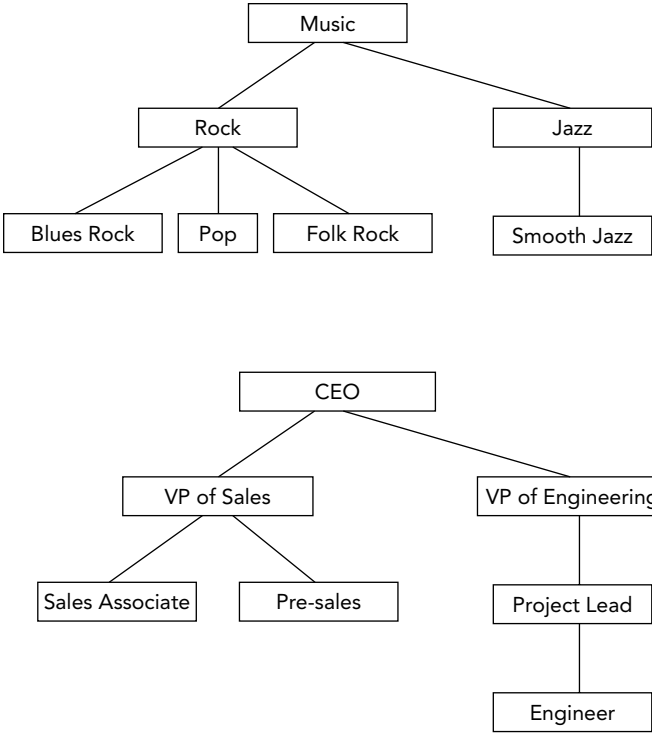 Music
Rock
Jazz
Blues Rock
Pop
Folk Rock
Smooth Jazz
CEO
VP of Sales
VP of Engineering
Sales Associate
Pre-sales
Project Lead
Engineer